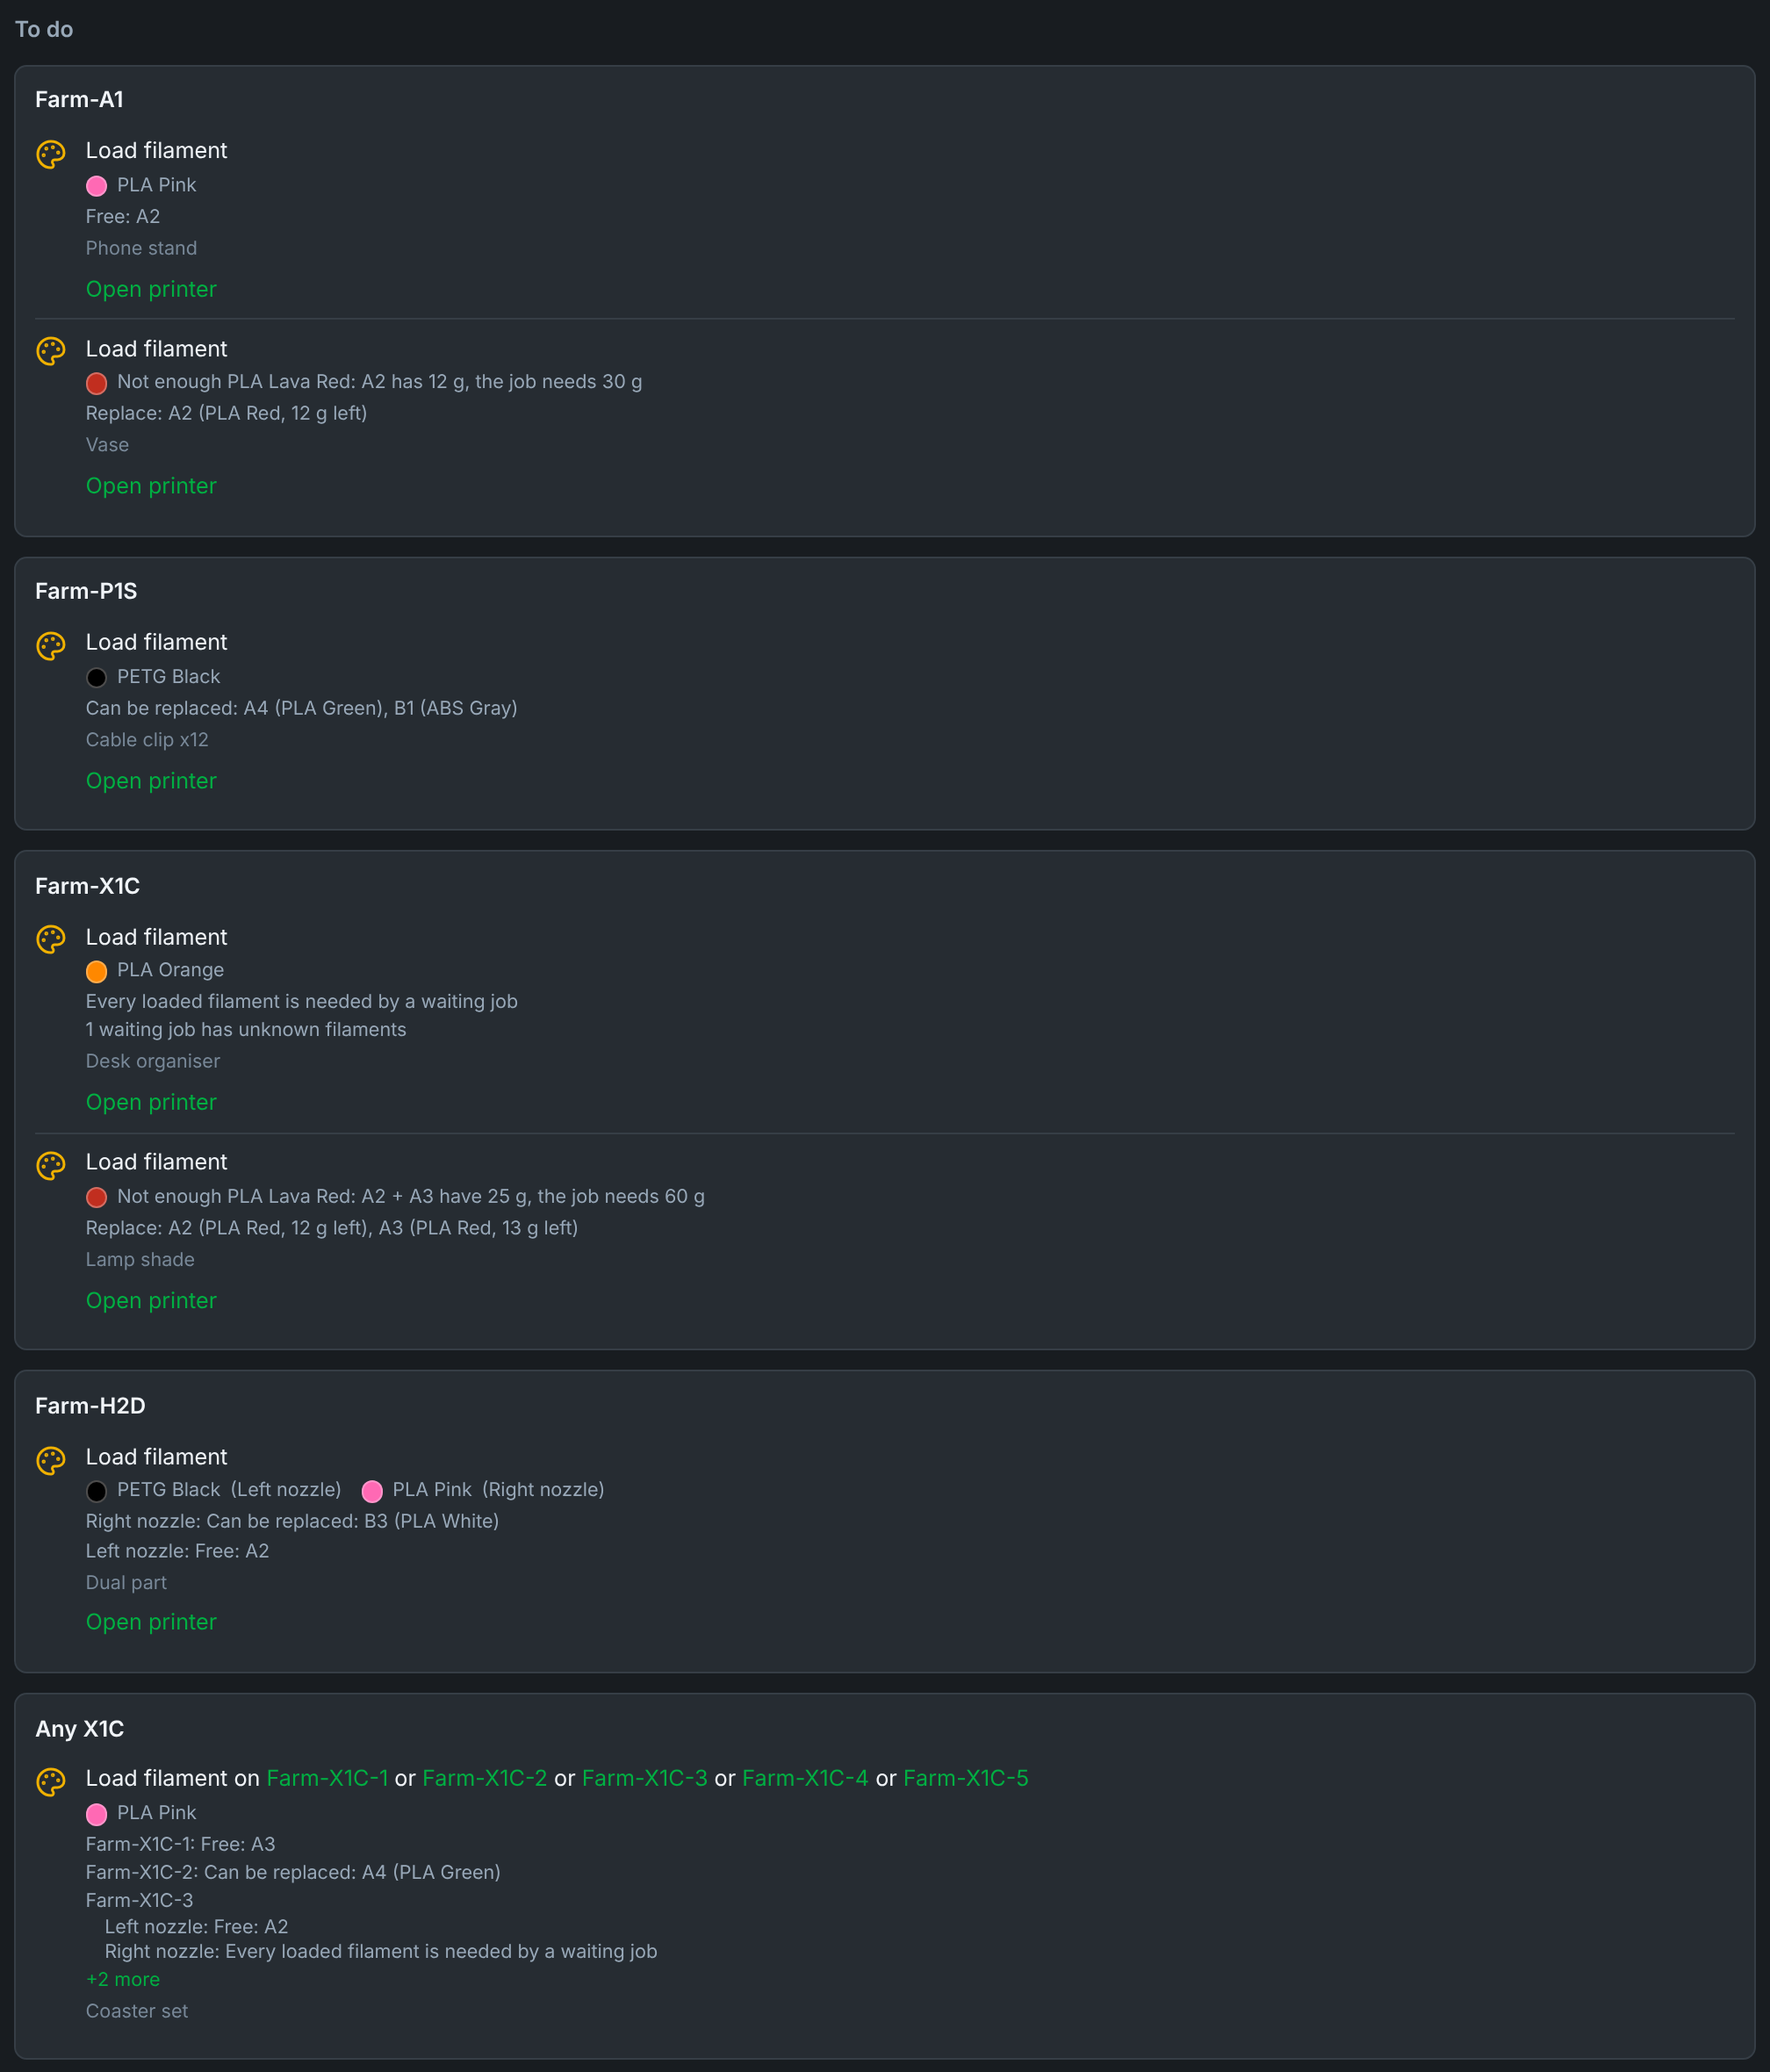 To do
Farm-A1
Load filament
PLA Pink
Free: A2
Phone stand
Open printer
Load filament
Not enough PLA Lava Red: A2 has 12 g, the job needs 30 g
Replace: A2 (PLA Red, 12 g left)
Vase
Open printer
Farm-P1S
Load filament
PETG Black
Can be replaced: A4 (PLA Green), B1 (ABS Gray)
Cable clip x12
Open printer
Farm-X1C
Load filament
PLA Orange
Every loaded filament is needed by a waiting job
1 waiting job has unknown filaments
Desk organiser
Open printer
Load filament
Not enough PLA Lava Red: A2 + A3 have 25 g, the job needs 60 g
Replace: A2 (PLA Red, 12 g left), A3 (PLA Red, 13 g left)
Lamp shade
Open printer
Farm-H2D
Load filament
PETG Black (Left nozzle) PLA Pink (Right nozzle)
Right nozzle: Can be replaced: B3 (PLA White)
Left nozzle: Free: A2
Dual part
Open printer
Any X1C
Load filament on Farm-X1C-1 or Farm-X1C-2 or Farm-X1C-3 or Farm-X1C-4 or Farm-X1C-5
PLA Pink
Farm-X1C-1: Free: A3
Farm-X1C-2: Can be replaced: A4 (PLA Green)
Farm-X1C-3
Left nozzle: Free: A2
Right nozzle: Every loaded filament is needed by a waiting job
+2 more
Coaster set